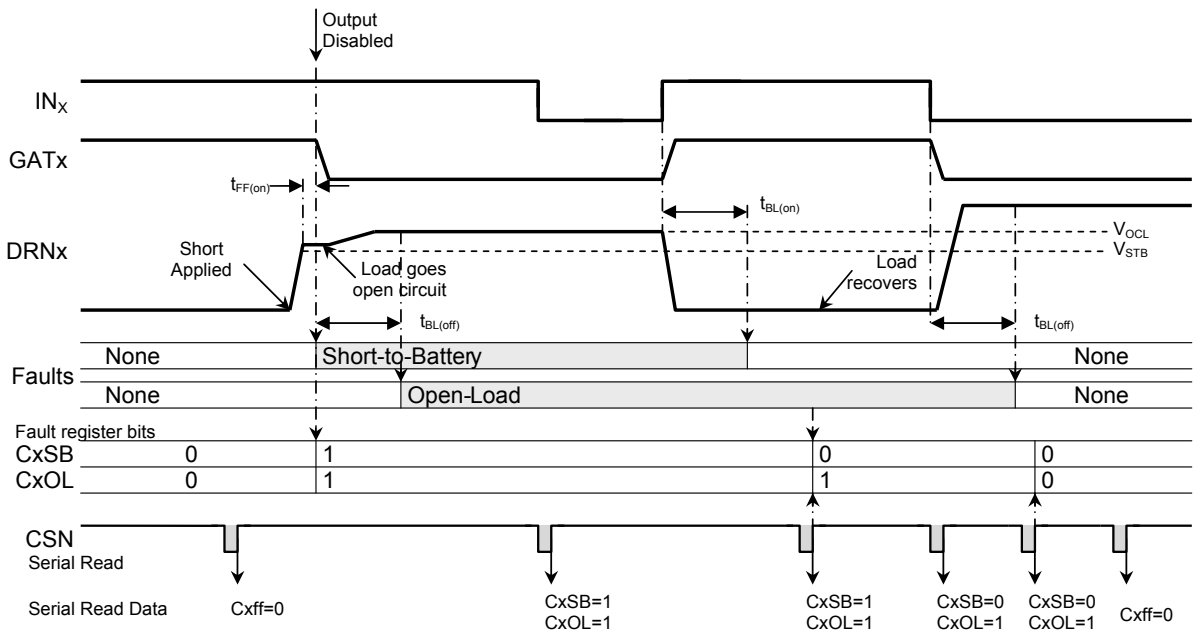 Output
Disabled
INX
GATx
tFF(on)
tBL(on)
VOCL
VSTB
DRNx
Short
Applied
Load goes
open circuit
Load
recovers
tBL(off)
tBL(off)
Faults
None
Short-to-Battery
None
None
Open-Load
None
Fault register bits
CxSB
0
1
0
0
CxOL
0
1
1
0
CSN
Serial Read
Serial Read Data
Cxff=0
CxSB=1
CxOL=1
CxSB=1
CxOL=1
CxSB=0
CxOL=1
CxSB=0
CxOL=1
Cxff=0